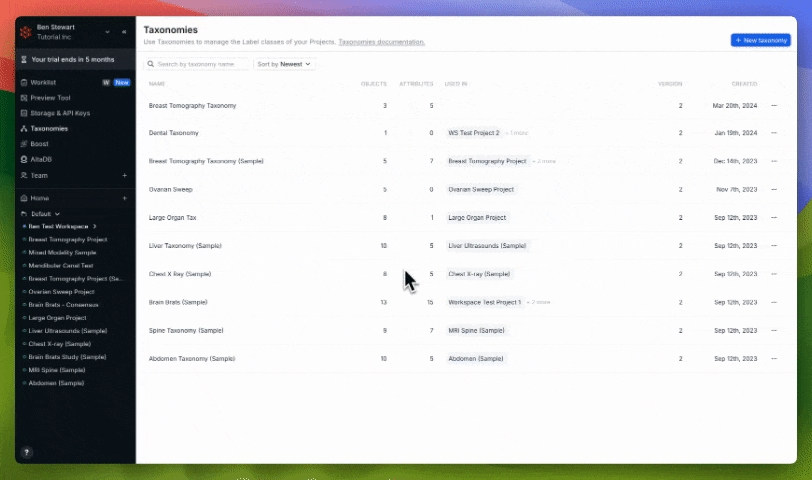 Ben Stewart
Tutorial Inc
Your trial ends in 5 months
Worklist W New
Preview Tool
Storage & API Keys
Taxonomies
Boost
AltaDB
Team +
Home +
Default
Ben Test Workspace
Breast Tomography Project
Mixed Modality Sample
Mandibular Canal Test
Breast Tomography Project (Sa...
Ovarian Sweep Project
Brain Brats - Consensus
Large Organ Project
Liver Ultrasounds (Sample)
Chest X-ray (Sample)
Brain Brats Study (Sample)
MRI Spine (Sample)
Abdomen (Sample)
?
Taxonomies
Use Taxonomies to manage the Label classes of your Projects. Taxonomies documentation.
+ New taxonomy
Search by taxonomy name Sort by Newest
NAME OBJECTS ATTRIBUTES USED IN VERSION CREATED
Breast Tomography Taxonomy 3 5 2 Mar 20th, 2024
Dental Taxonomy 1 0 WS Test Project 2 + 1 more 2 Jan 19th, 2024
Breast Tomography Taxonomy (Sample) 5 7 Breast Tomography Project + 2 more 2 Dec 14th, 2023
Ovarian Sweep 5 0 Ovarian Sweep Project 2 Nov 7th, 2023
Large Organ Tax 8 1 Large Organ Project 2 Sep 12th, 2023
Liver Taxonomy (Sample) 10 5 Liver Ultrasounds (Sample) 2 Sep 12th, 2023
Chest X Ray (Sample) 8 5 Chest X-ray (Sample) 2 Sep 12th, 2023
Brain Brats (Sample) 13 15 Workspace Test Project 1 + 2 more 2 Sep 12th, 2023
Spine Taxonomy (Sample) 9 7 MRI Spine (Sample) 2 Sep 12th, 2023
Abdomen Taxonomy (Sample) 10 5 Abdomen (Sample) 2 Sep 12th, 2023